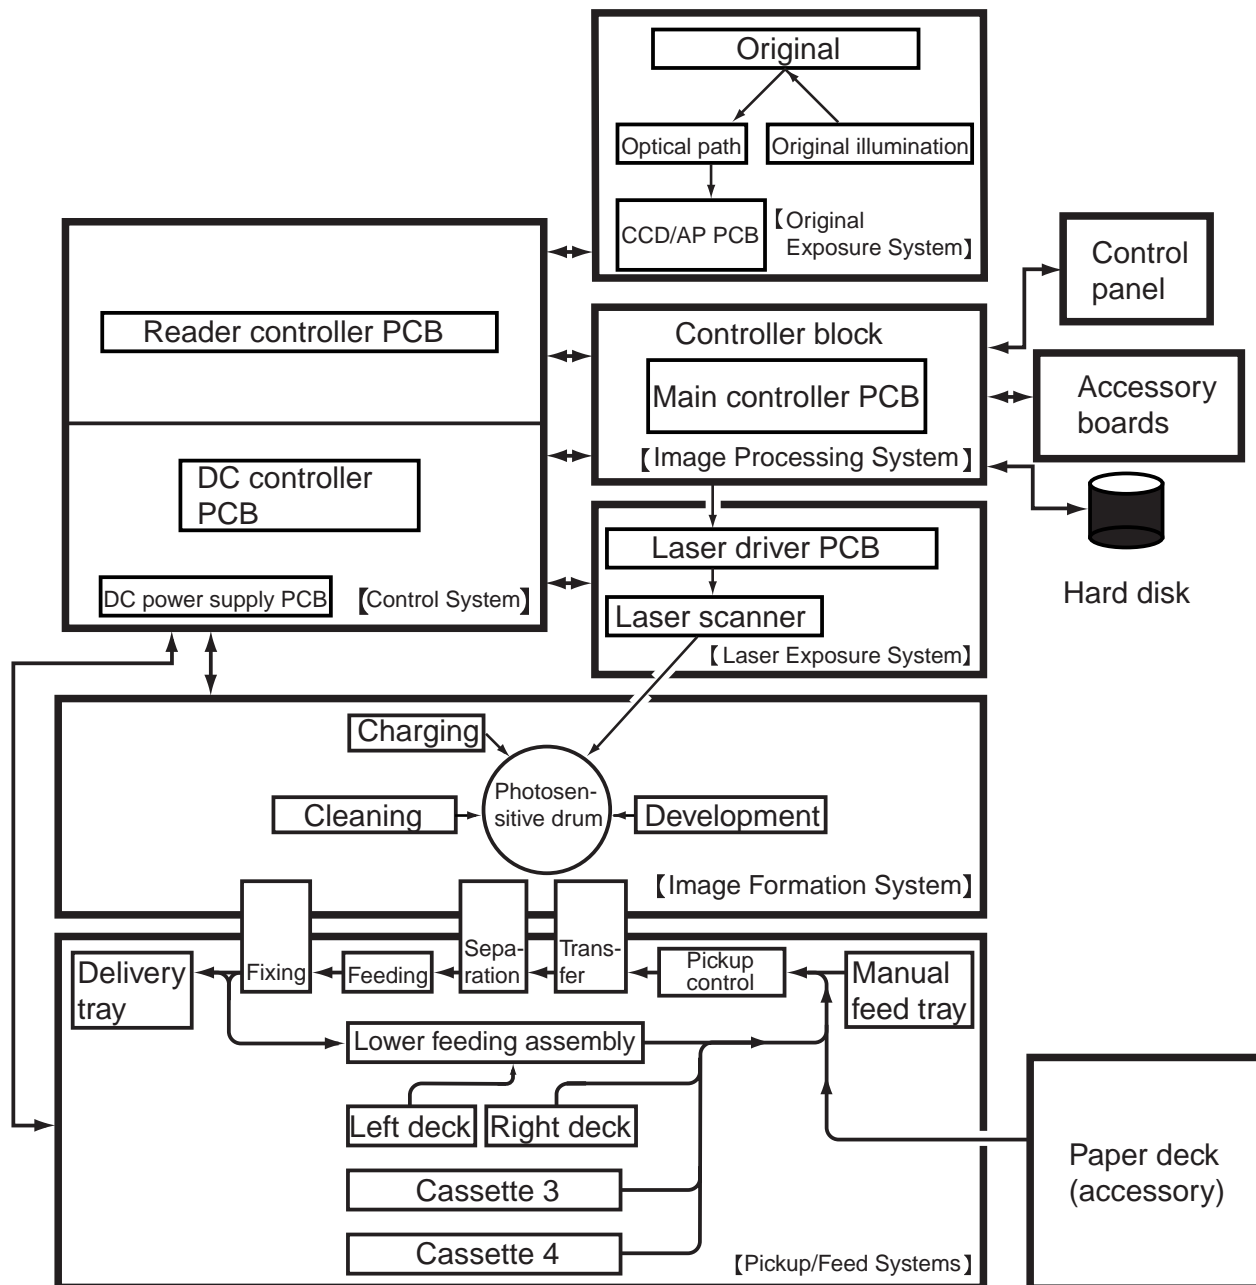 Original
Optical path
Original illumination
CCD/AP PCB
【Original
Exposure System】
Control
panel
Reader controller PCB
Controller block
Main controller PCB
【Image Processing System】
Accessory
boards
DC controller
PCB
DC power supply PCB
【Control System】
Laser driver PCB
Laser scanner
【Laser Exposure System】
Hard disk
Charging
Cleaning
Photosen-
sitive drum
Development
【Image Formation System】
Delivery
tray
Fixing
Feeding
Sepa-
ration
Trans-
fer
Pickup
control
Manual
feed tray
Lower feeding assembly
Left deck
Right deck
Cassette 3
Cassette 4
【Pickup/Feed Systems】
Paper deck
(accessory)